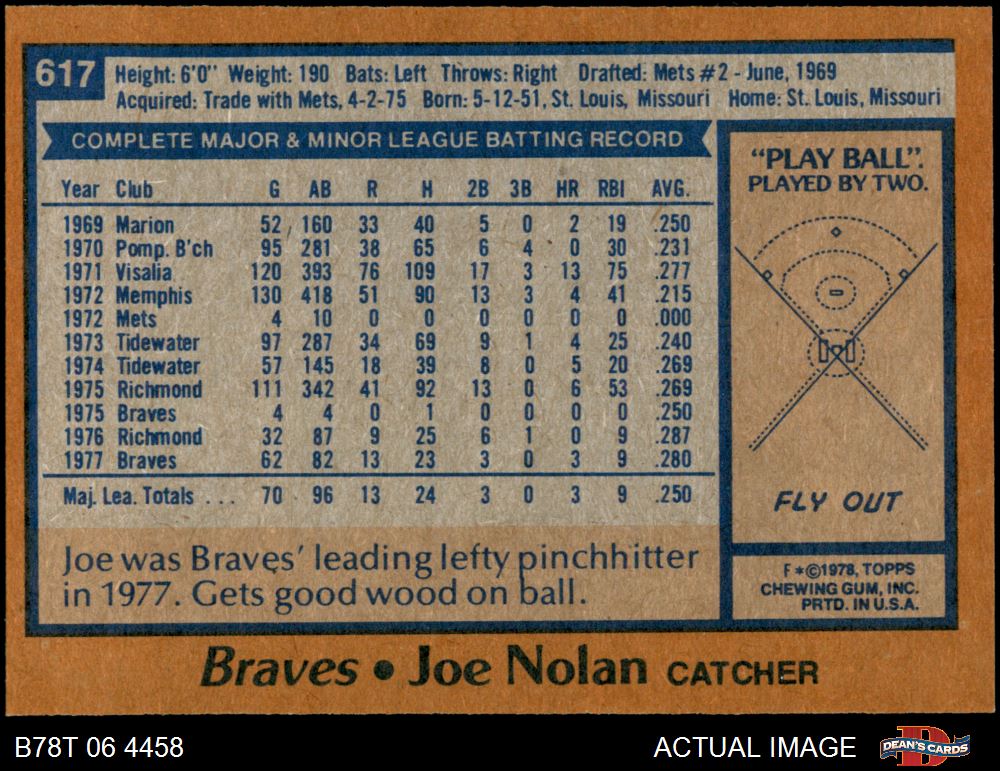 617
Height: 6'0" Weight: 190 Bats: Left Throws: Right Drafted: Mets #2 - June, 1969
Acquired: Trade with Mets, 4-2-75 Born: 5-12-51, St. Louis, Missouri Home: St. Louis, Missouri
COMPLETE MAJOR & MINOR LEAGUE BATTING RECORD
Year Club G AB R H 2B 3B HR RBI AVG.
1969 Marion 52 160 33 40 5 0 2 19 .250
1970 Pomp. B'ch 95 281 38 65 6 4 0 30 .231
1971 Visalia 120 393 76 109 17 3 13 75 .277
1972 Memphis 130 418 51 90 13 3 4 41 .215
1972 Mets 4 10 0 0 0 0 0 0 .000
1973 Tidewater 97 287 34 69 9 1 4 25 .240
1974 Tidewater 57 145 18 39 8 0 5 20 .269
1975 Richmond 111 342 41 92 13 0 6 53 .269
1975 Braves 4 4 0 1 0 0 0 0 .250
1976 Richmond 32 87 9 25 6 1 0 9 .287
1977 Braves 62 82 13 23 3 0 3 9 .280
Maj. Lea. Totals ... 70 96 13 24 3 0 3 9 .250
Joe was Braves' leading lefty pinchhitter
in 1977. Gets good wood on ball.
"PLAY BALL".
PLAYED BY TWO.
FLY OUT
F *©1978, TOPPS
CHEWING GUM, INC.
PRTD. IN U.S.A.
Braves • Joe Nolan CATCHER
B78T 06 4458
ACTUAL IMAGE
DEAN'S CARDS